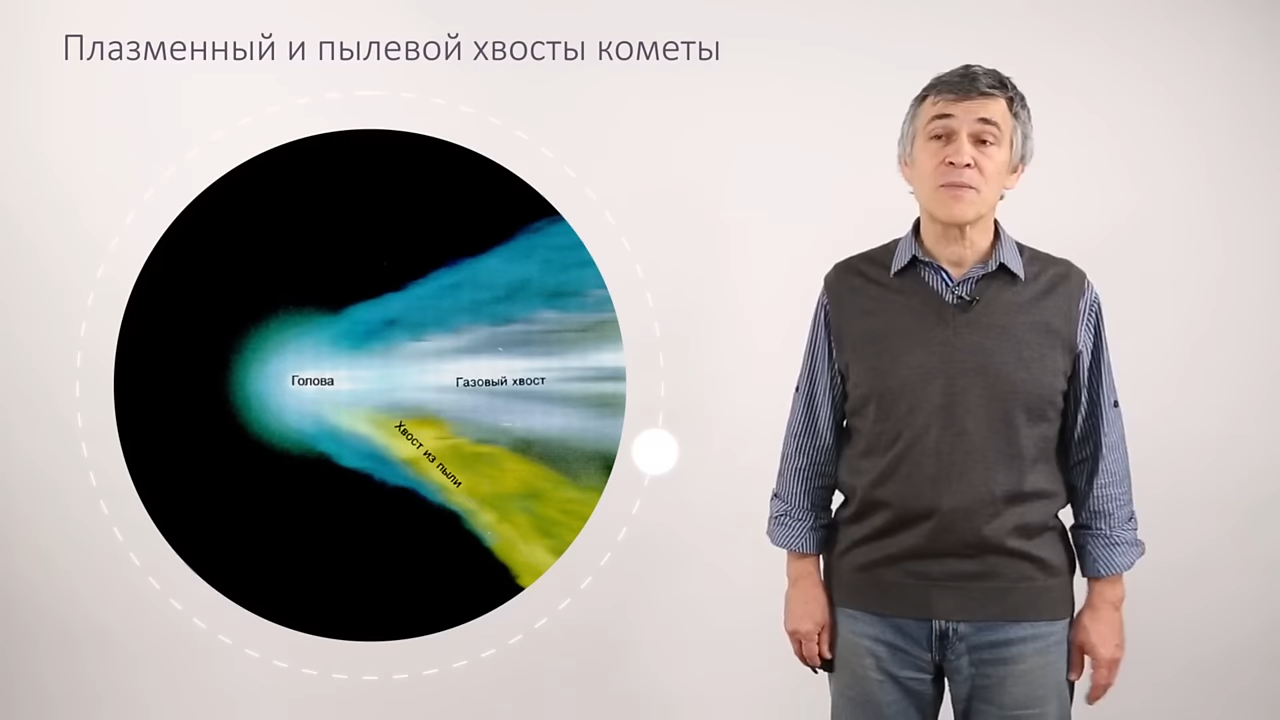 Плазменный и пылевой хвосты кометы
Голова
Газовый хвост
Хвост из пыли